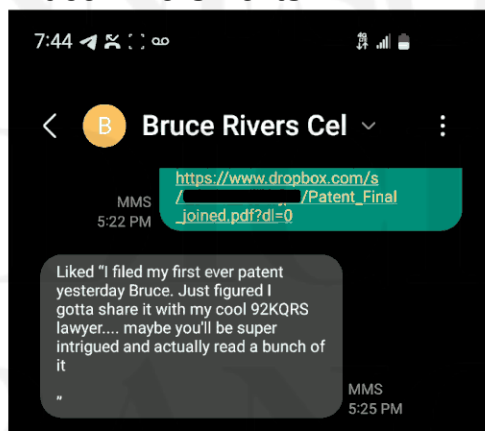 7:44
B Bruce Rivers Cel
https://www.dropbox.com/s
/ /Patent_Final
_joined.pdf?dl=0
MMS
5:22 PM
Liked “I filed my first ever patent
yesterday Bruce. Just figured I
gotta share it with my cool 92KQRS
lawyer.... maybe you'll be super
intrigued and actually read a bunch of
it
”
MMS
5:25 PM